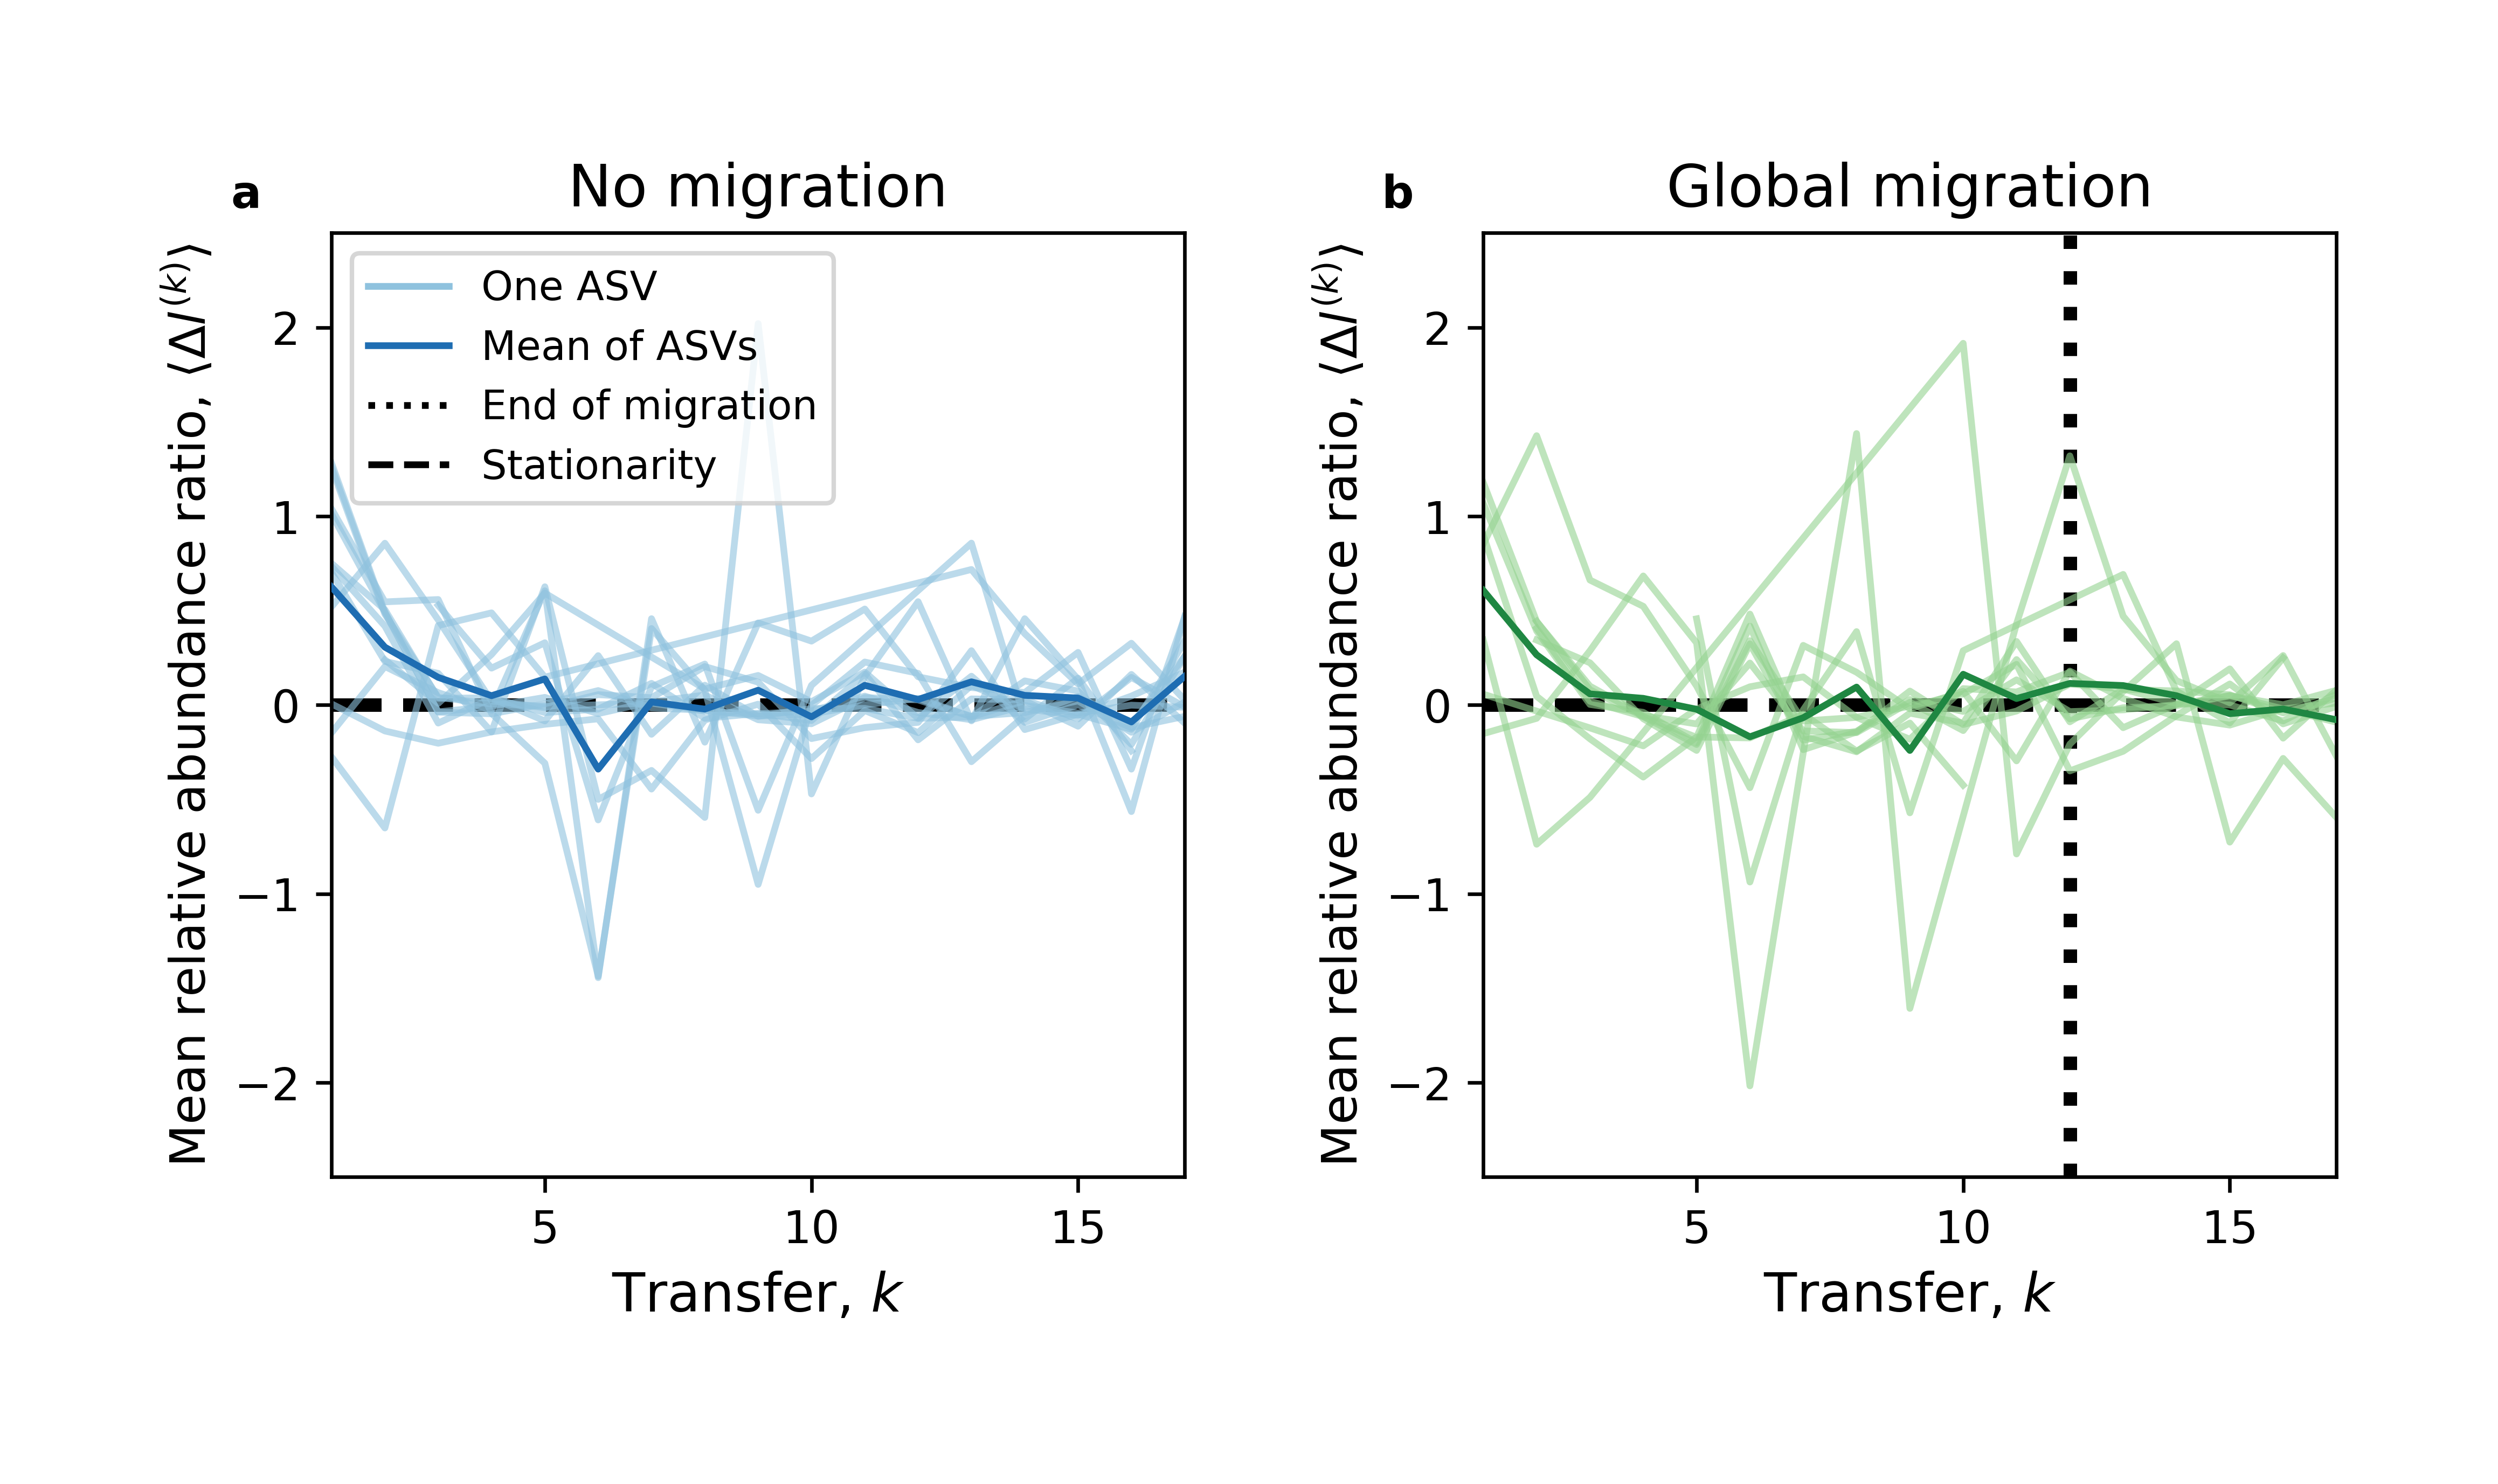 a
No migration
Mean relative abundance ratio, ⟨Δl⁽ᵏ⁾⟩
2
1
0
−1
−2
One ASV
Mean of ASVs
End of migration
Stationarity
5
10
15
Transfer, k
b
Global migration
Mean relative abundance ratio, ⟨Δl⁽ᵏ⁾⟩
2
1
0
−1
−2
5
10
15
Transfer, k